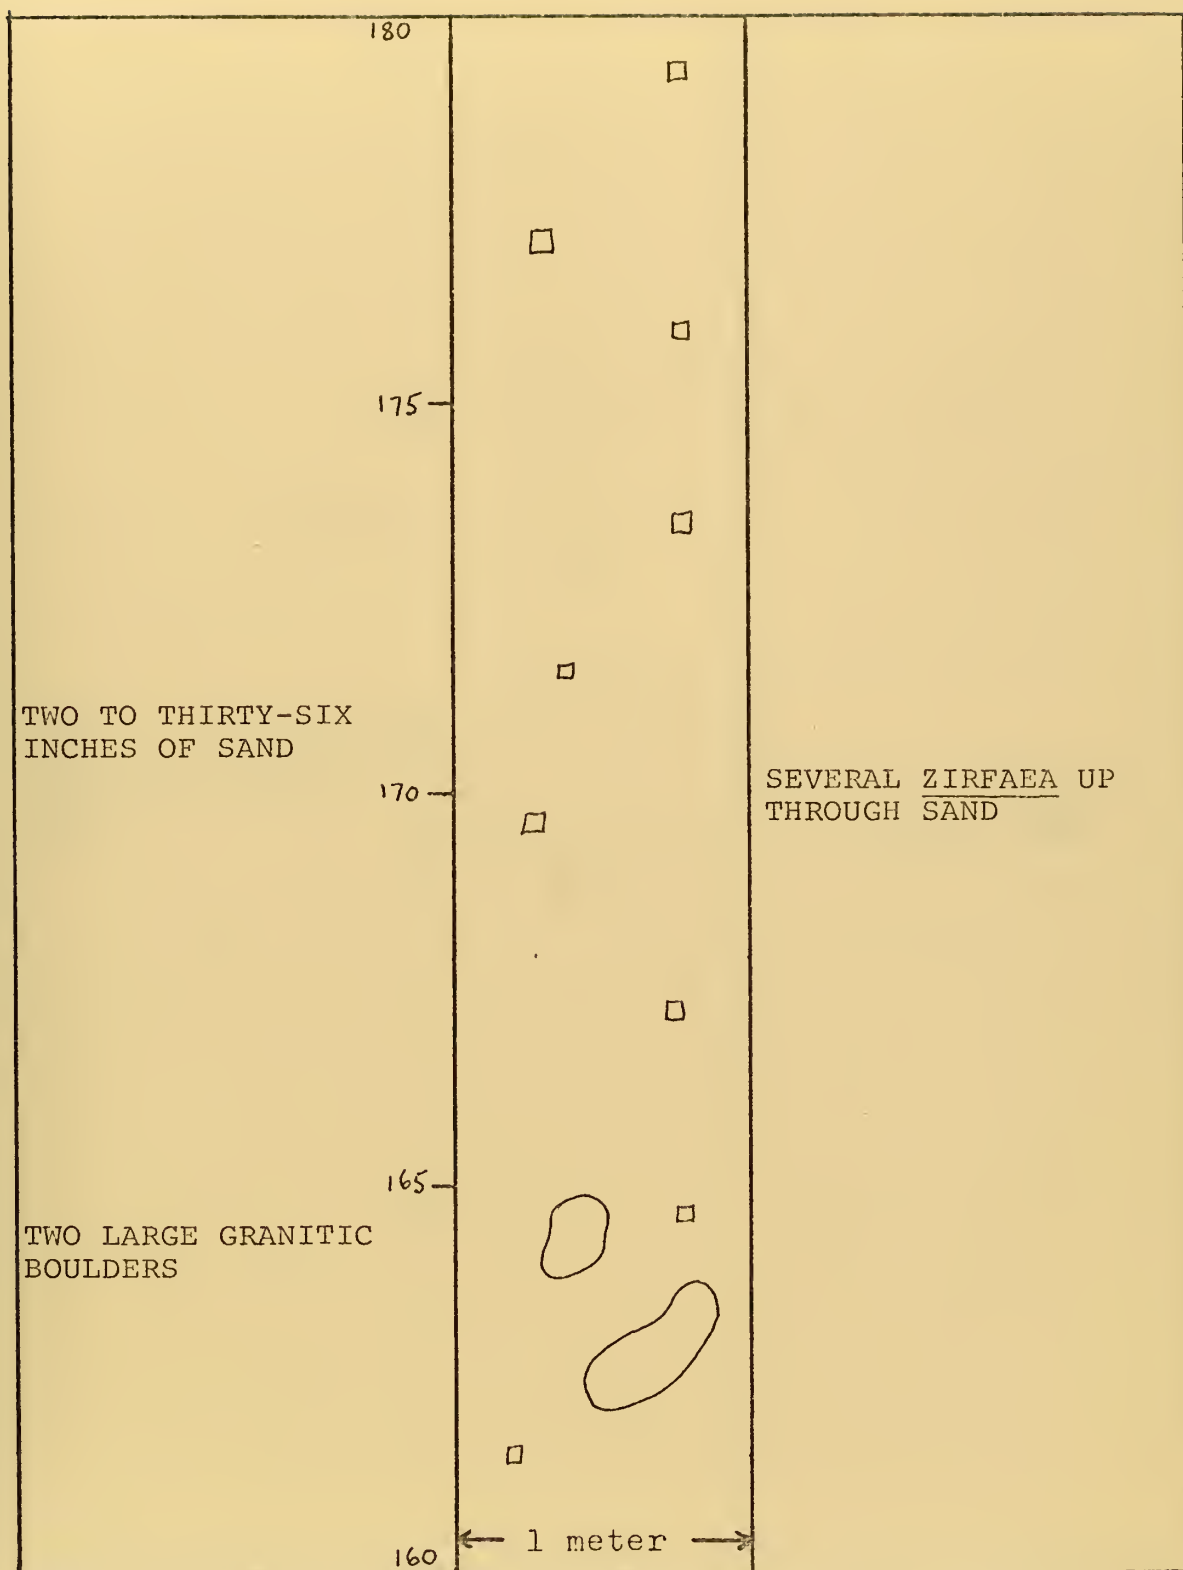 180
175
TWO TO THIRTY-SIX
INCHES OF SAND
170
SEVERAL ZIRFAEA UP
THROUGH SAND
165
TWO LARGE GRANITIC
BOULDERS
1 meter
160